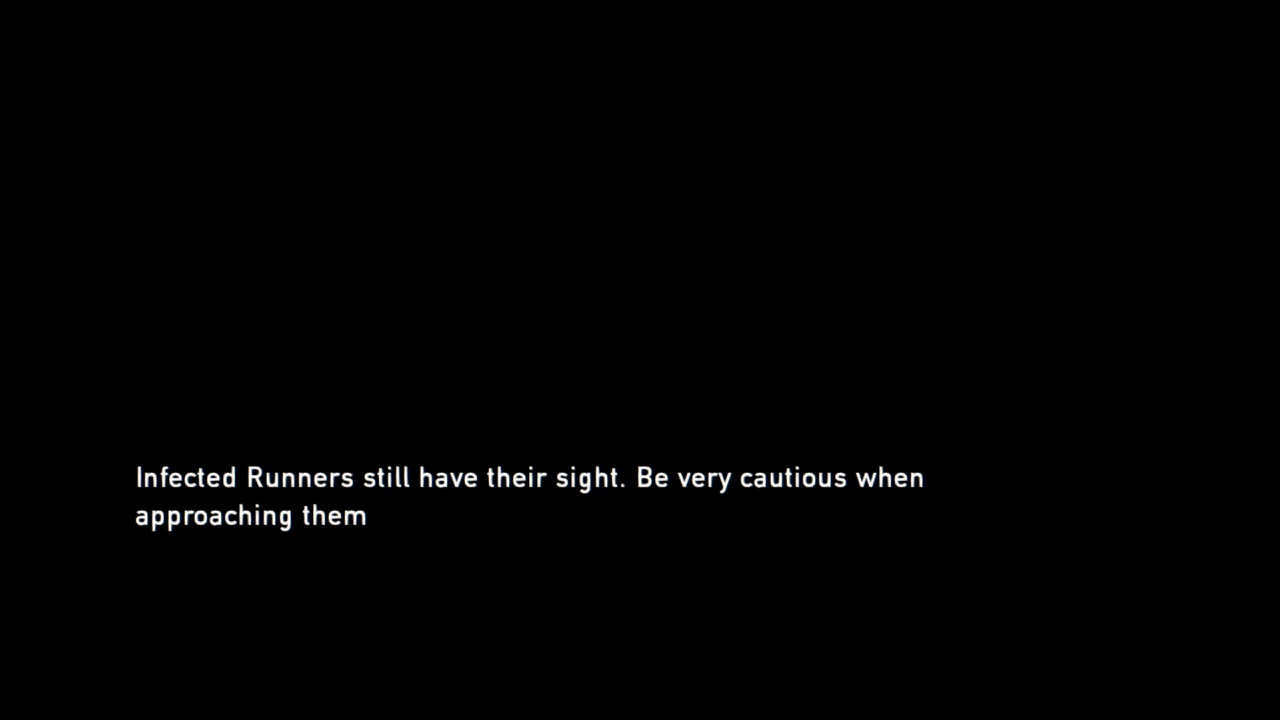 Infected Runners still have their sight. Be very cautious when
approaching them